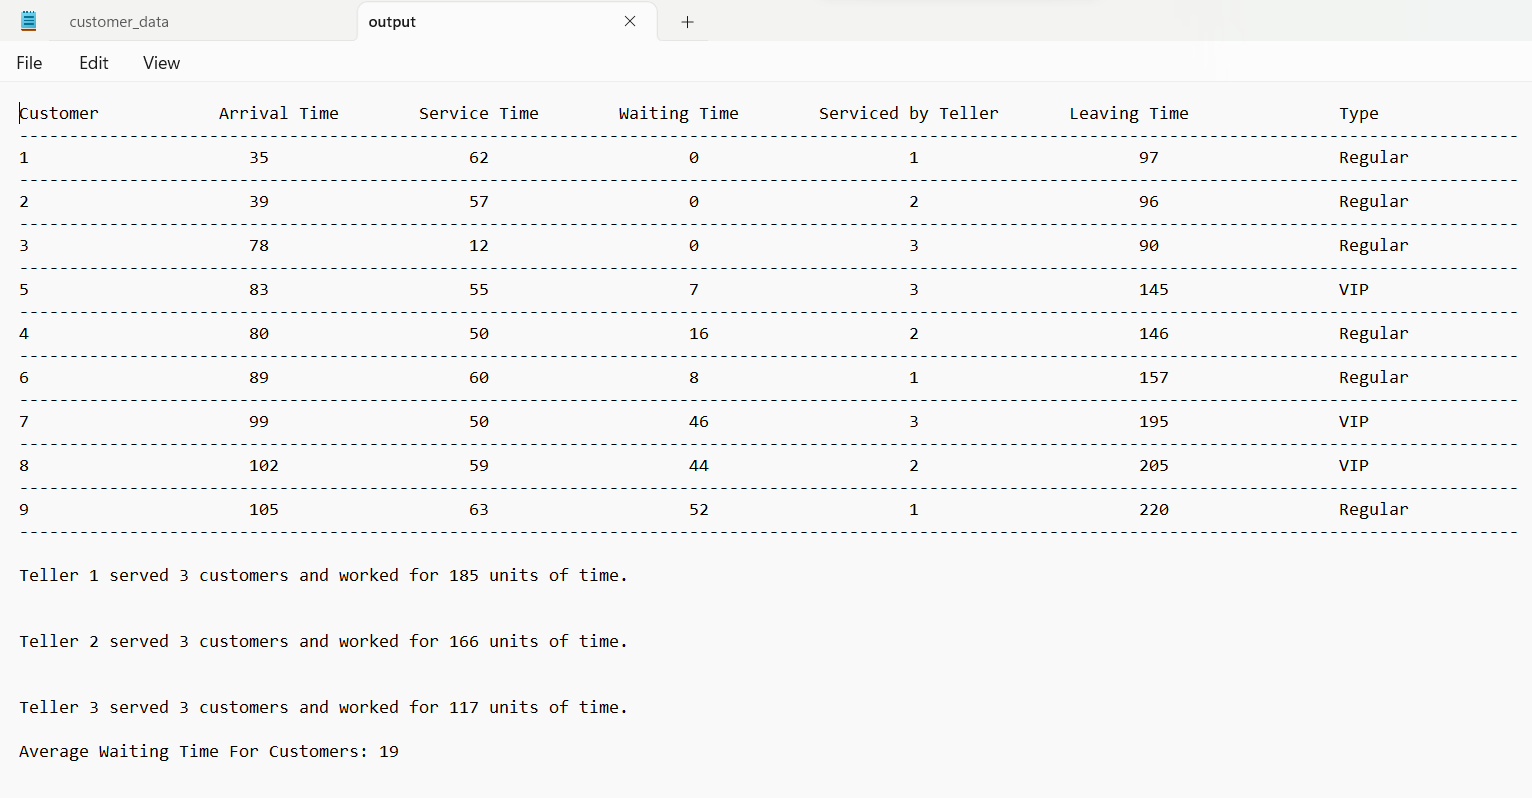 customer_data output
File Edit View
Customer Arrival Time Service Time Waiting Time Serviced by Teller Leaving Time Type
------------------------------------------------------------------------------------------------------------------------------------------------------
1 35 62 0 1 97 Regular
------------------------------------------------------------------------------------------------------------------------------------------------------
2 39 57 0 2 96 Regular
------------------------------------------------------------------------------------------------------------------------------------------------------
3 78 12 0 3 90 Regular
------------------------------------------------------------------------------------------------------------------------------------------------------
5 83 55 7 3 145 VIP
------------------------------------------------------------------------------------------------------------------------------------------------------
4 80 50 16 2 146 Regular
------------------------------------------------------------------------------------------------------------------------------------------------------
6 89 60 8 1 157 Regular
------------------------------------------------------------------------------------------------------------------------------------------------------
7 99 50 46 3 195 VIP
------------------------------------------------------------------------------------------------------------------------------------------------------
8 102 59 44 2 205 VIP
------------------------------------------------------------------------------------------------------------------------------------------------------
9 105 63 52 1 220 Regular
------------------------------------------------------------------------------------------------------------------------------------------------------
Teller 1 served 3 customers and worked for 185 units of time.
Teller 2 served 3 customers and worked for 166 units of time.
Teller 3 served 3 customers and worked for 117 units of time.
Average Waiting Time For Customers: 19